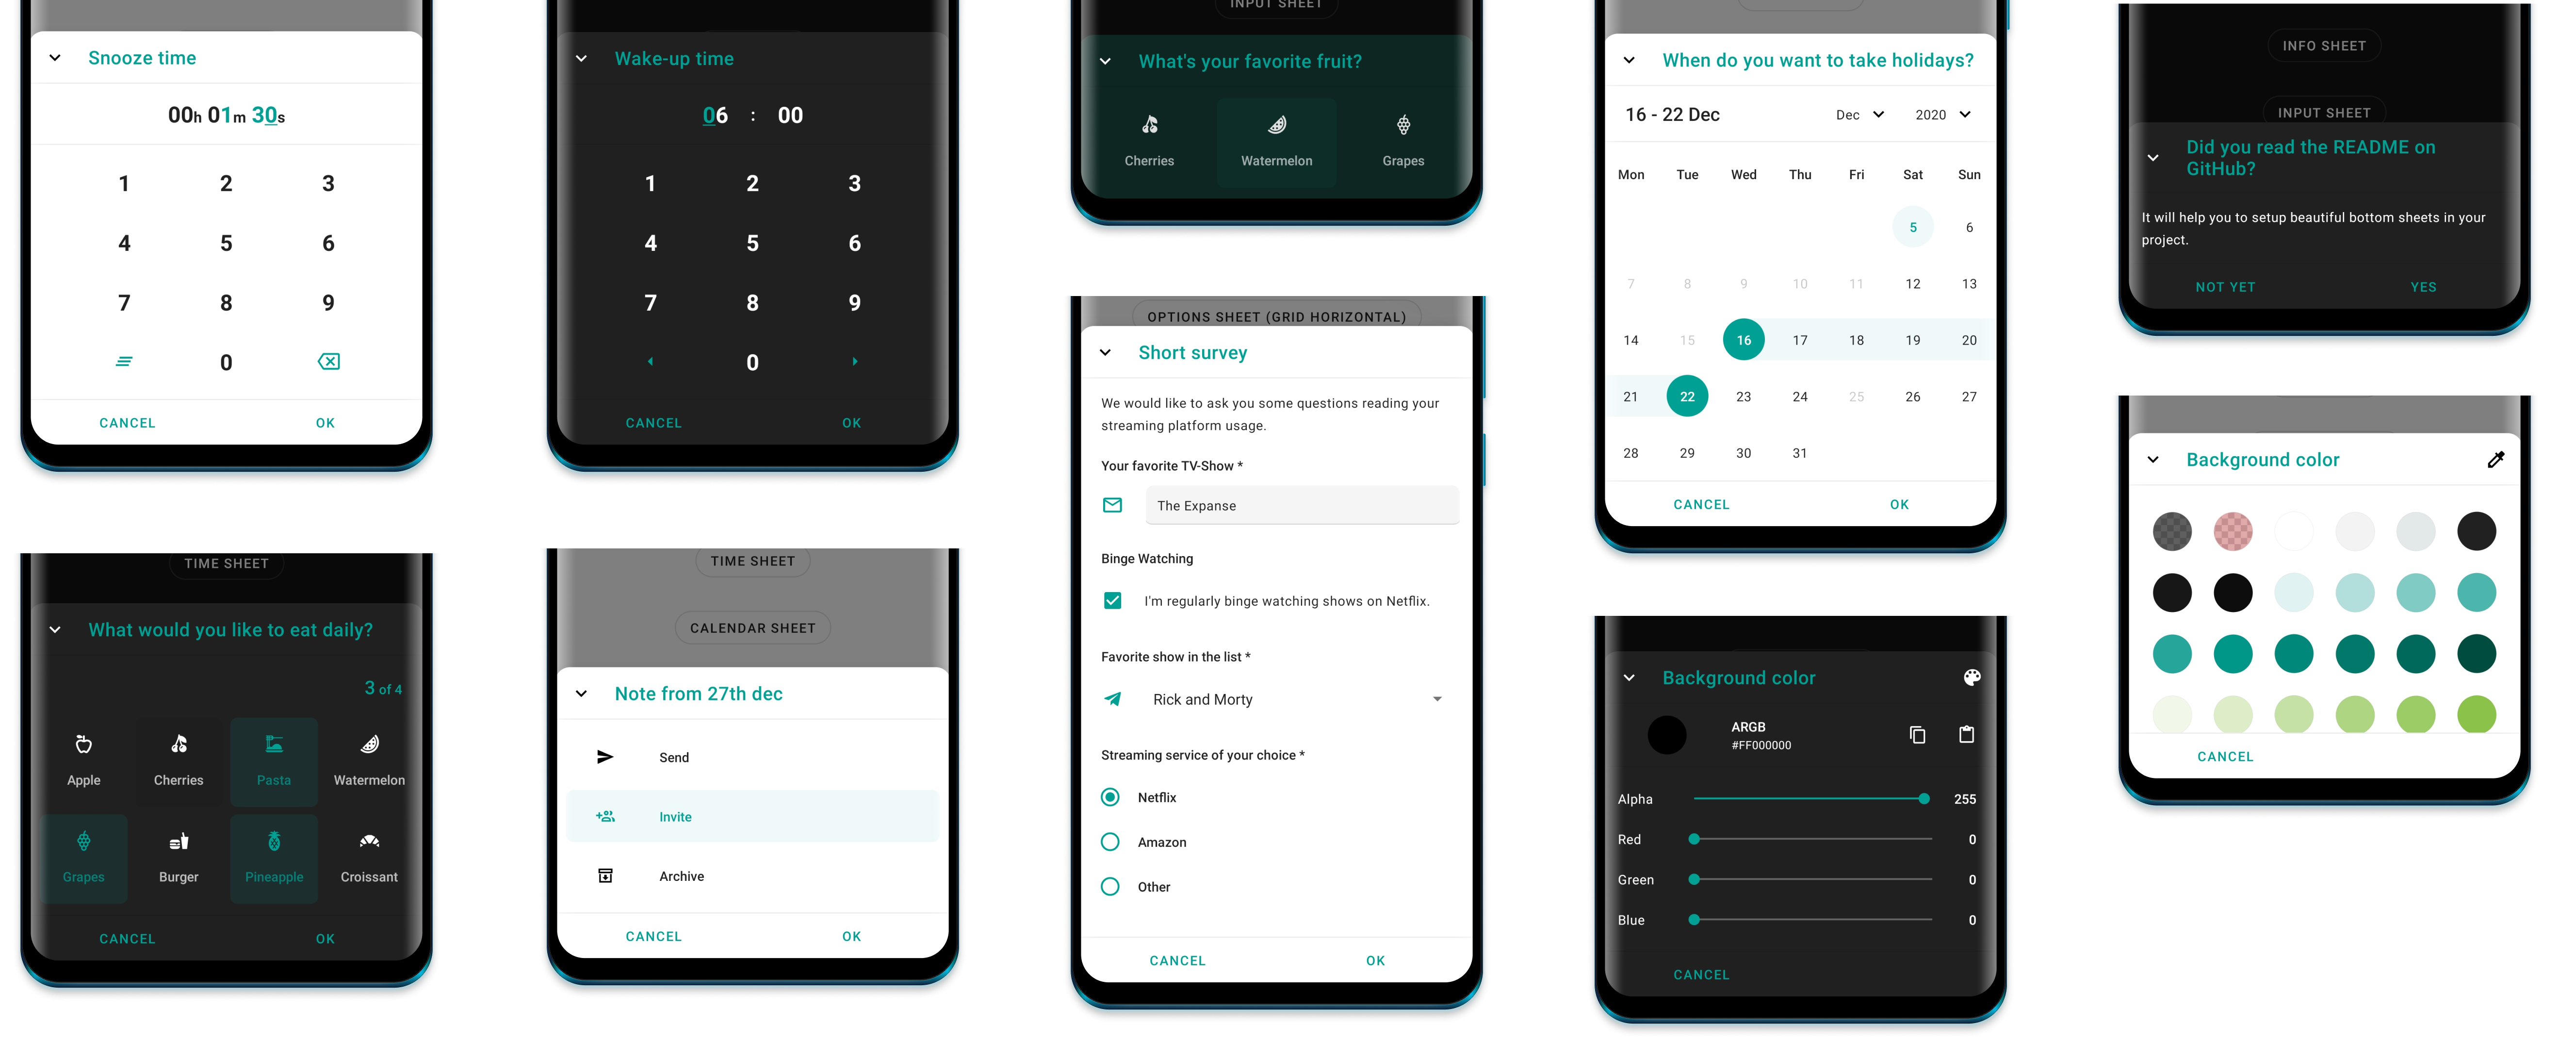 Snooze time
00h 01m 30s
1 2 3
4 5 6
7 8 9
0
CANCEL OK
TIME SHEET
What would you like to eat daily?
3 of 4
Apple Cherries Pasta Watermelon
Grapes Burger Pineapple Croissant
CANCEL OK
Wake-up time
06 : 00
1 2 3
4 5 6
7 8 9
0
CANCEL OK
TIME SHEET
CALENDAR SHEET
Note from 27th dec
Send
Invite
Archive
CANCEL OK
INPUT SHEET
What's your favorite fruit?
Cherries Watermelon Grapes
OPTIONS SHEET (GRID HORIZONTAL)
Short survey
We would like to ask you some questions reading your
streaming platform usage.
Your favorite TV-Show *
The Expanse
Binge Watching
I'm regularly binge watching shows on Netflix.
Favorite show in the list *
Rick and Morty
Streaming service of your choice *
Netflix
Amazon
Other
CANCEL OK
When do you want to take holidays?
16 - 22 Dec Dec 2020
Mon Tue Wed Thu Fri Sat Sun
5 6
7 8 9 10 11 12 13
14 15 16 17 18 19 20
21 22 23 24 25 26 27
28 29 30 31
CANCEL OK
Background color
ARGB
#FF000000
Alpha 255
Red 0
Green 0
Blue 0
CANCEL
INFO SHEET
INPUT SHEET
Did you read the README on
GitHub?
It will help you to setup beautiful bottom sheets in your
project.
NOT YET YES
Background color
CANCEL